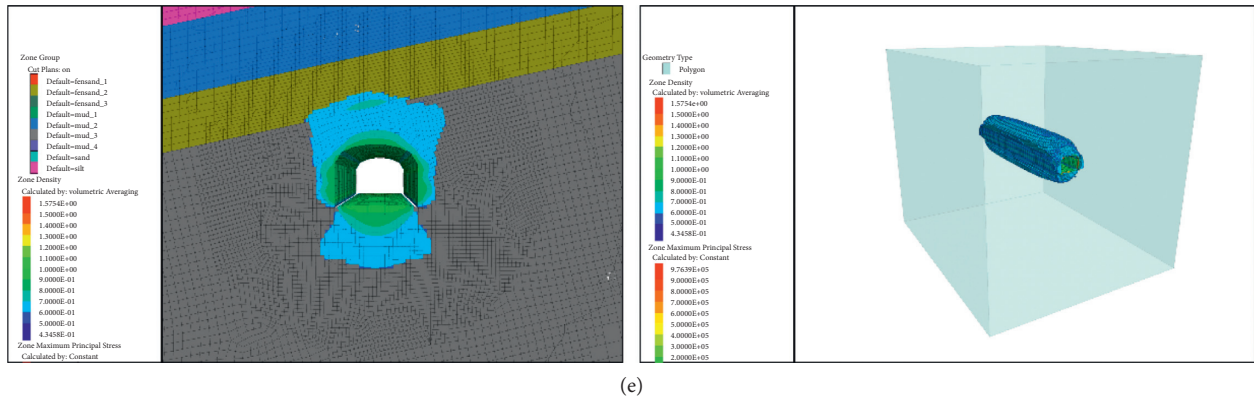 Zone Group
Cut Plans: on
Default=fensand_1
Default=fensand_2
Default=fensand_3
Default=mud_1
Default=mud_2
Default=mud_3
Default=mud_4
Default=sand
Default=silt
Zone Density
Calculated by: volumetric Averaging
1.5754E+00
1.5000E+00
1.4000E+00
1.3000E+00
1.2000E+00
1.1000E+00
1.0000E+00
9.0000E-01
8.0000E-01
7.0000E-01
6.0000E-01
5.0000E-01
4.3458E-01
Zone Maximum Principal Stress
Calculated by: Constant
Geometry Type
Polygon
Zone Density
Calculated by: volumetric Averaging
1.5754e+00
1.5000E+00
1.4000E+00
1.3000E+00
1.2000E+00
1.1000E+00
1.0000E+00
9.0000E-01
8.0000E-01
7.0000E-01
6.0000E-01
5.0000E-01
4.3458E-01
Zone Maximum Principal Stress
Calculated by: Constant
9.7639E+05
9.0000E+05
8.0000E+05
7.0000E+05
6.0000E+05
5.0000E+05
4.0000E+05
3.0000E+05
2.0000E+05
(e)